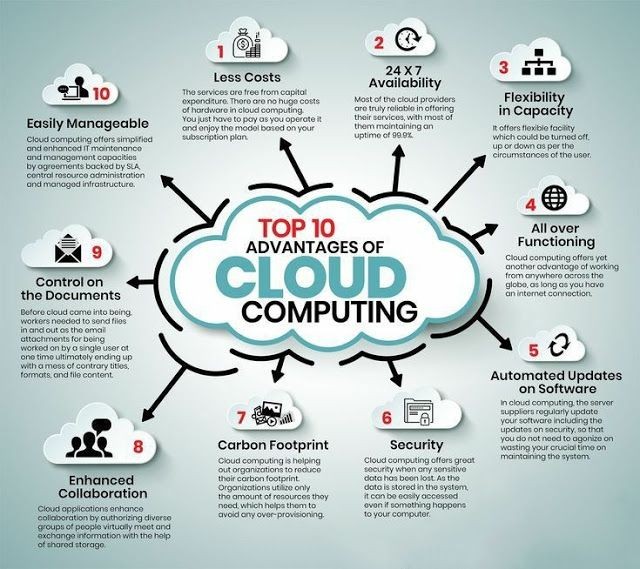 TOP 10
ADVANTAGES OF
CLOUD
COMPUTING
1
Less Costs
The services are free from capital
expenditure. There are no huge costs
of hardware in cloud computing.
You just have to pay as you operate it
and enjoy the model based on your
subscription plan.
2
24 X 7
Availability
Most of the cloud providers
are truly reliable in offering
their services, with most of
them maintaining an
uptime of 99.9%.
3
Flexibility
in Capacity
It offers flexible facility
which could be turned off,
up or down as per the
circumstances of the user.
4
All over
Functioning
Cloud computing offers yet
another advantage of working
from anywhere across the
globe, as long as you have
an internet connection.
5
Automated Updates
on Software
In cloud computing, the server
suppliers regularly update
your software including the
updates on security, so that
you do not need to agonize on
wasting your crucial time on
maintaining the system.
6
Security
Cloud computing offers great
security when any sensitive
data has been lost. As the
data is stored in the system,
it can be easily accessed
even if something happens
to your computer.
7
Carbon Footprint
Cloud computing is helping
out organizations to reduce
their carbon footprint.
Organizations utilize only
the amount of resources they
need, which helps them to
avoid any over-provisioning.
8
Enhanced
Collaboration
Cloud applications enhance
collaboration by authorizing diverse
groups of people virtually meet and
exchange information with the help
of shared storage.
9
Control on
the Documents
Before cloud came into being,
workers needed to send files
in and out as the email
attachments for being
worked on by a single user at
one time ultimately ending up
with a mess of contrary titles,
formats, and file content.
10
Easily Manageable
Cloud computing offers simplified
and enhanced IT maintenance
and management capacities
by agreements backed by SLA,
central resource administration
and managed infrastructure.